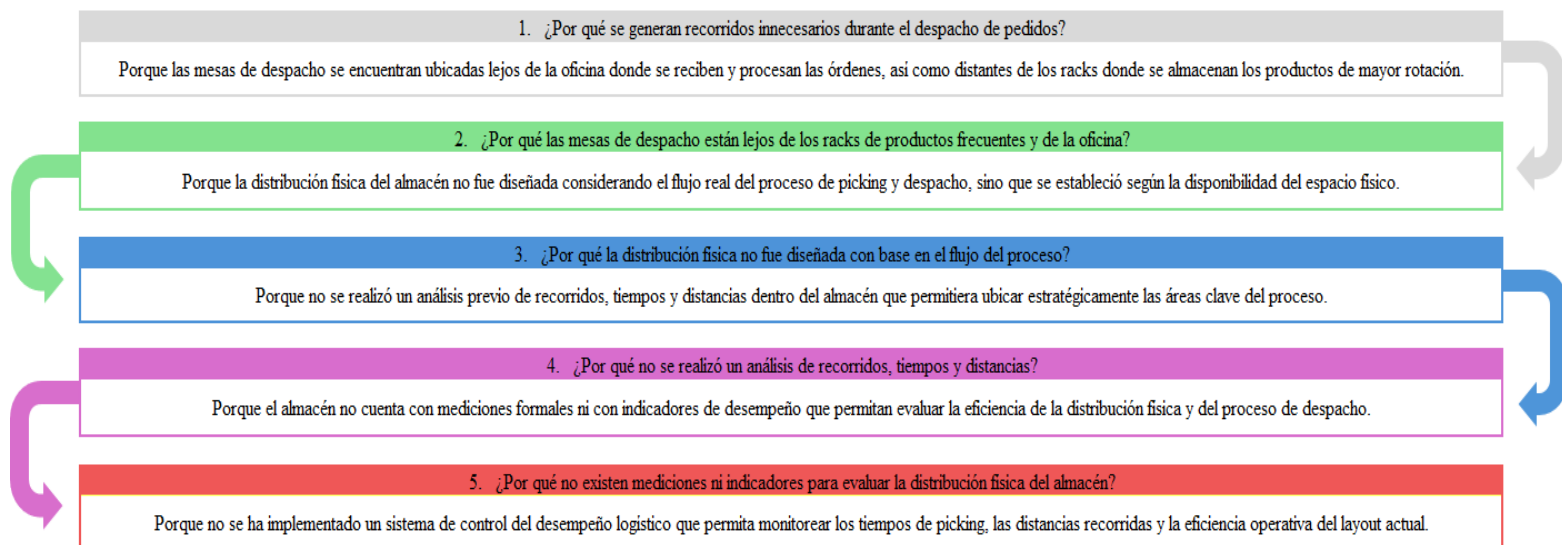 1. ¿Por qué se generan recorridos innecesarios durante el despacho de pedidos?
Porque las mesas de despacho se encuentran ubicadas lejos de la oficina donde se reciben y procesan las órdenes, así como distantes de los racks donde se almacenan los productos de mayor rotación.
2. ¿Por qué las mesas de despacho están lejos de los racks de productos frecuentes y de la oficina?
Porque la distribución física del almacén no fue diseñada considerando el flujo real del proceso de picking y despacho, sino que se estableció según la disponibilidad del espacio físico.
3. ¿Por qué la distribución física no fue diseñada con base en el flujo del proceso?
Porque no se realizó un análisis previo de recorridos, tiempos y distancias dentro del almacén que permitiera ubicar estratégicamente las áreas clave del proceso.
4. ¿Por qué no se realizó un análisis de recorridos, tiempos y distancias?
Porque el almacén no cuenta con mediciones formales ni con indicadores de desempeño que permitan evaluar la eficiencia de la distribución física y del proceso de despacho.
5. ¿Por qué no existen mediciones ni indicadores para evaluar la distribución física del almacén?
Porque no se ha implementado un sistema de control del desempeño logístico que permita monitorear los tiempos de picking, las distancias recorridas y la eficiencia operativa del layout actual.